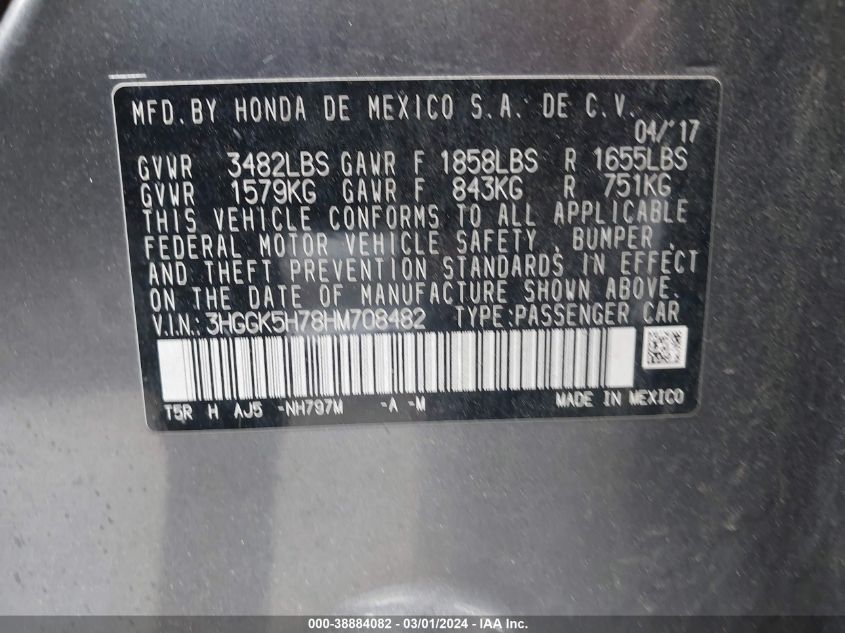 MFD.BY HONDA DE MEXICO S.A. DE C.V.
04/'17
GVWR 3482LBS GAWR F 1858LBS R 1655LBS
GVWR 1579KG GAWR F 843KG R 751KG
THIS VEHICLE CONFORMS TO ALL APPLICABLE
FEDERAL MOTOR VEHICLE SAFETY, BUMPER,
AND THEFT PREVENTION STANDARDS IN EFFECT
ON THE DATE OF MANUFACTURE SHOWN ABOVE.
V.I.N.: 3HGGK5H78HM708482 TYPE:PASSENGER CAR
T5R H AJ5 -NH797M -A -M MADE IN MEXICO
000-38884082 - 03/01/2024 - IAA Inc.